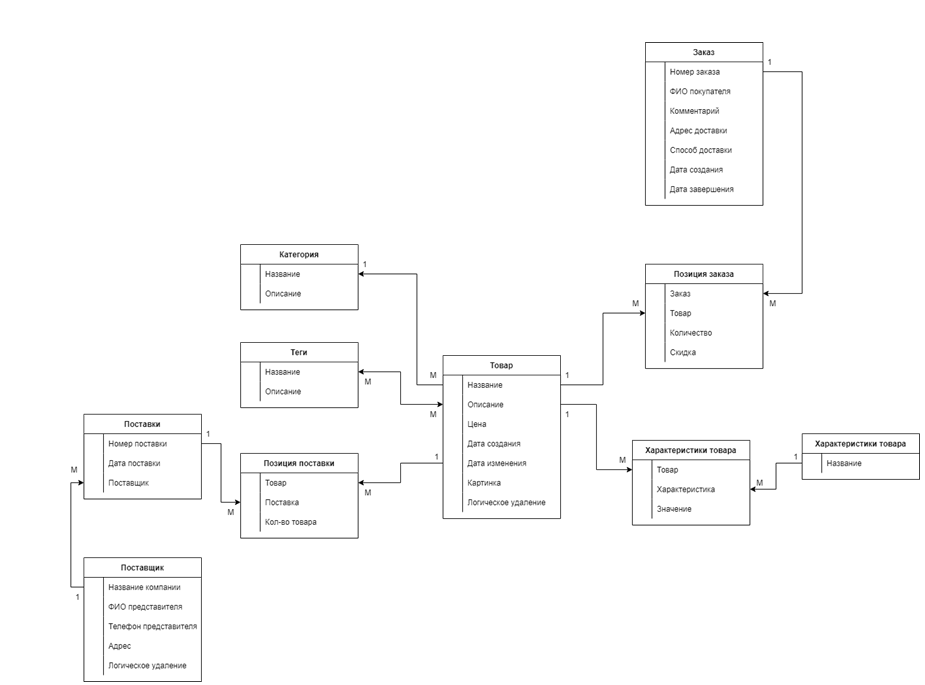 Заказ
1
Номер заказа
ФИО покупателя
Комментарий
Адрес доставки
Способ доставки
Дата создания
Дата завершения
Категория
1
Название
Описание
Позиция заказа
Заказ
M
M
Товар
Количество
Скидка
Теги
Название
M
Описание
Товар
M
1
Название
M
Описание
1
Цена
Дата создания
1
Дата изменения
Картинка
Логическое удаление
Поставки
1
Номер поставки
M
Дата поставки
Поставщик
Позиция поставки
Товар
M
Поставка
M
Кол-во товара
Характеристики товара
M
Товар
Характеристика
M
Значение
Характеристики товара
1
Название
Поставщик
Название компании
1
ФИО представителя
Телефон представителя
Адрес
Логическое удаление